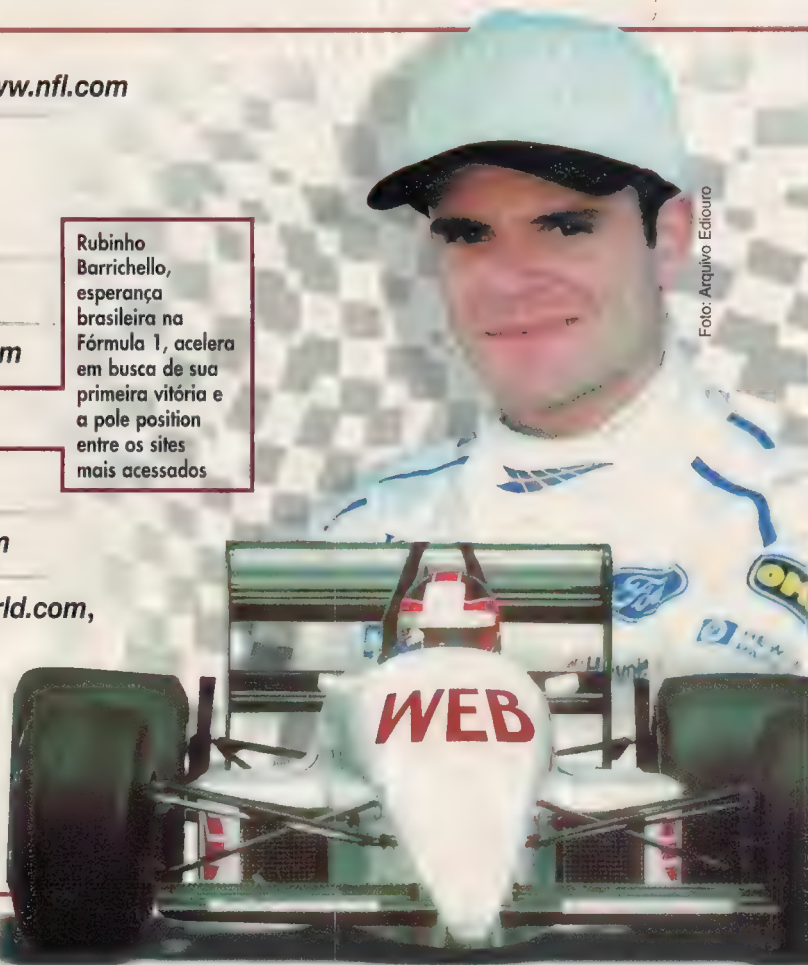 ww.nfl.com
Rubinho
Barrichello,
esperança
brasileira na
Fórmula 1, acelera
em busca de sua
primeira vitória e
a pole position
entre os sites
mais acessados
m
n
rld.com,
Foto: Arquivo Ediouro
Ford
WEB